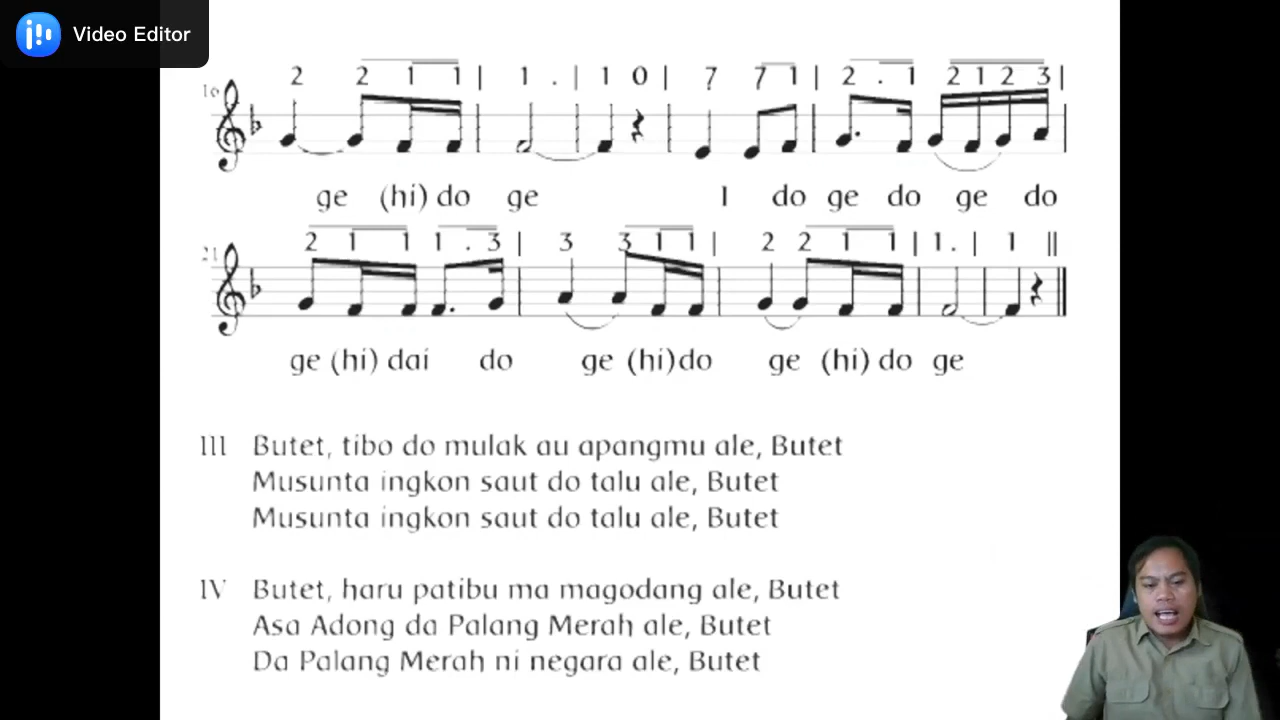 Video Editor
2 2 1 1 | 1 . | 1 0 | 7 7 1 | 2 . 1 2 1 2 3 |
16
ge (hi) do ge I do ge do ge do
2 1 1 1 . 3 | 3 3 1 1 | 2 2 1 1 | 1 . | 1 ||
21
ge (hi) dai do ge (hi) do ge (hi) do ge
III Butet, tibo do mulak au apangmu ale, Butet
Musunta ingkon saut do talu ale, Butet
Musunta ingkon saut do talu ale, Butet
IV Butet, haru patibu ma magodang ale, Butet
Asa Adong da Palang Merah ale, Butet
Da Palang Merah ni negara ale, Butet